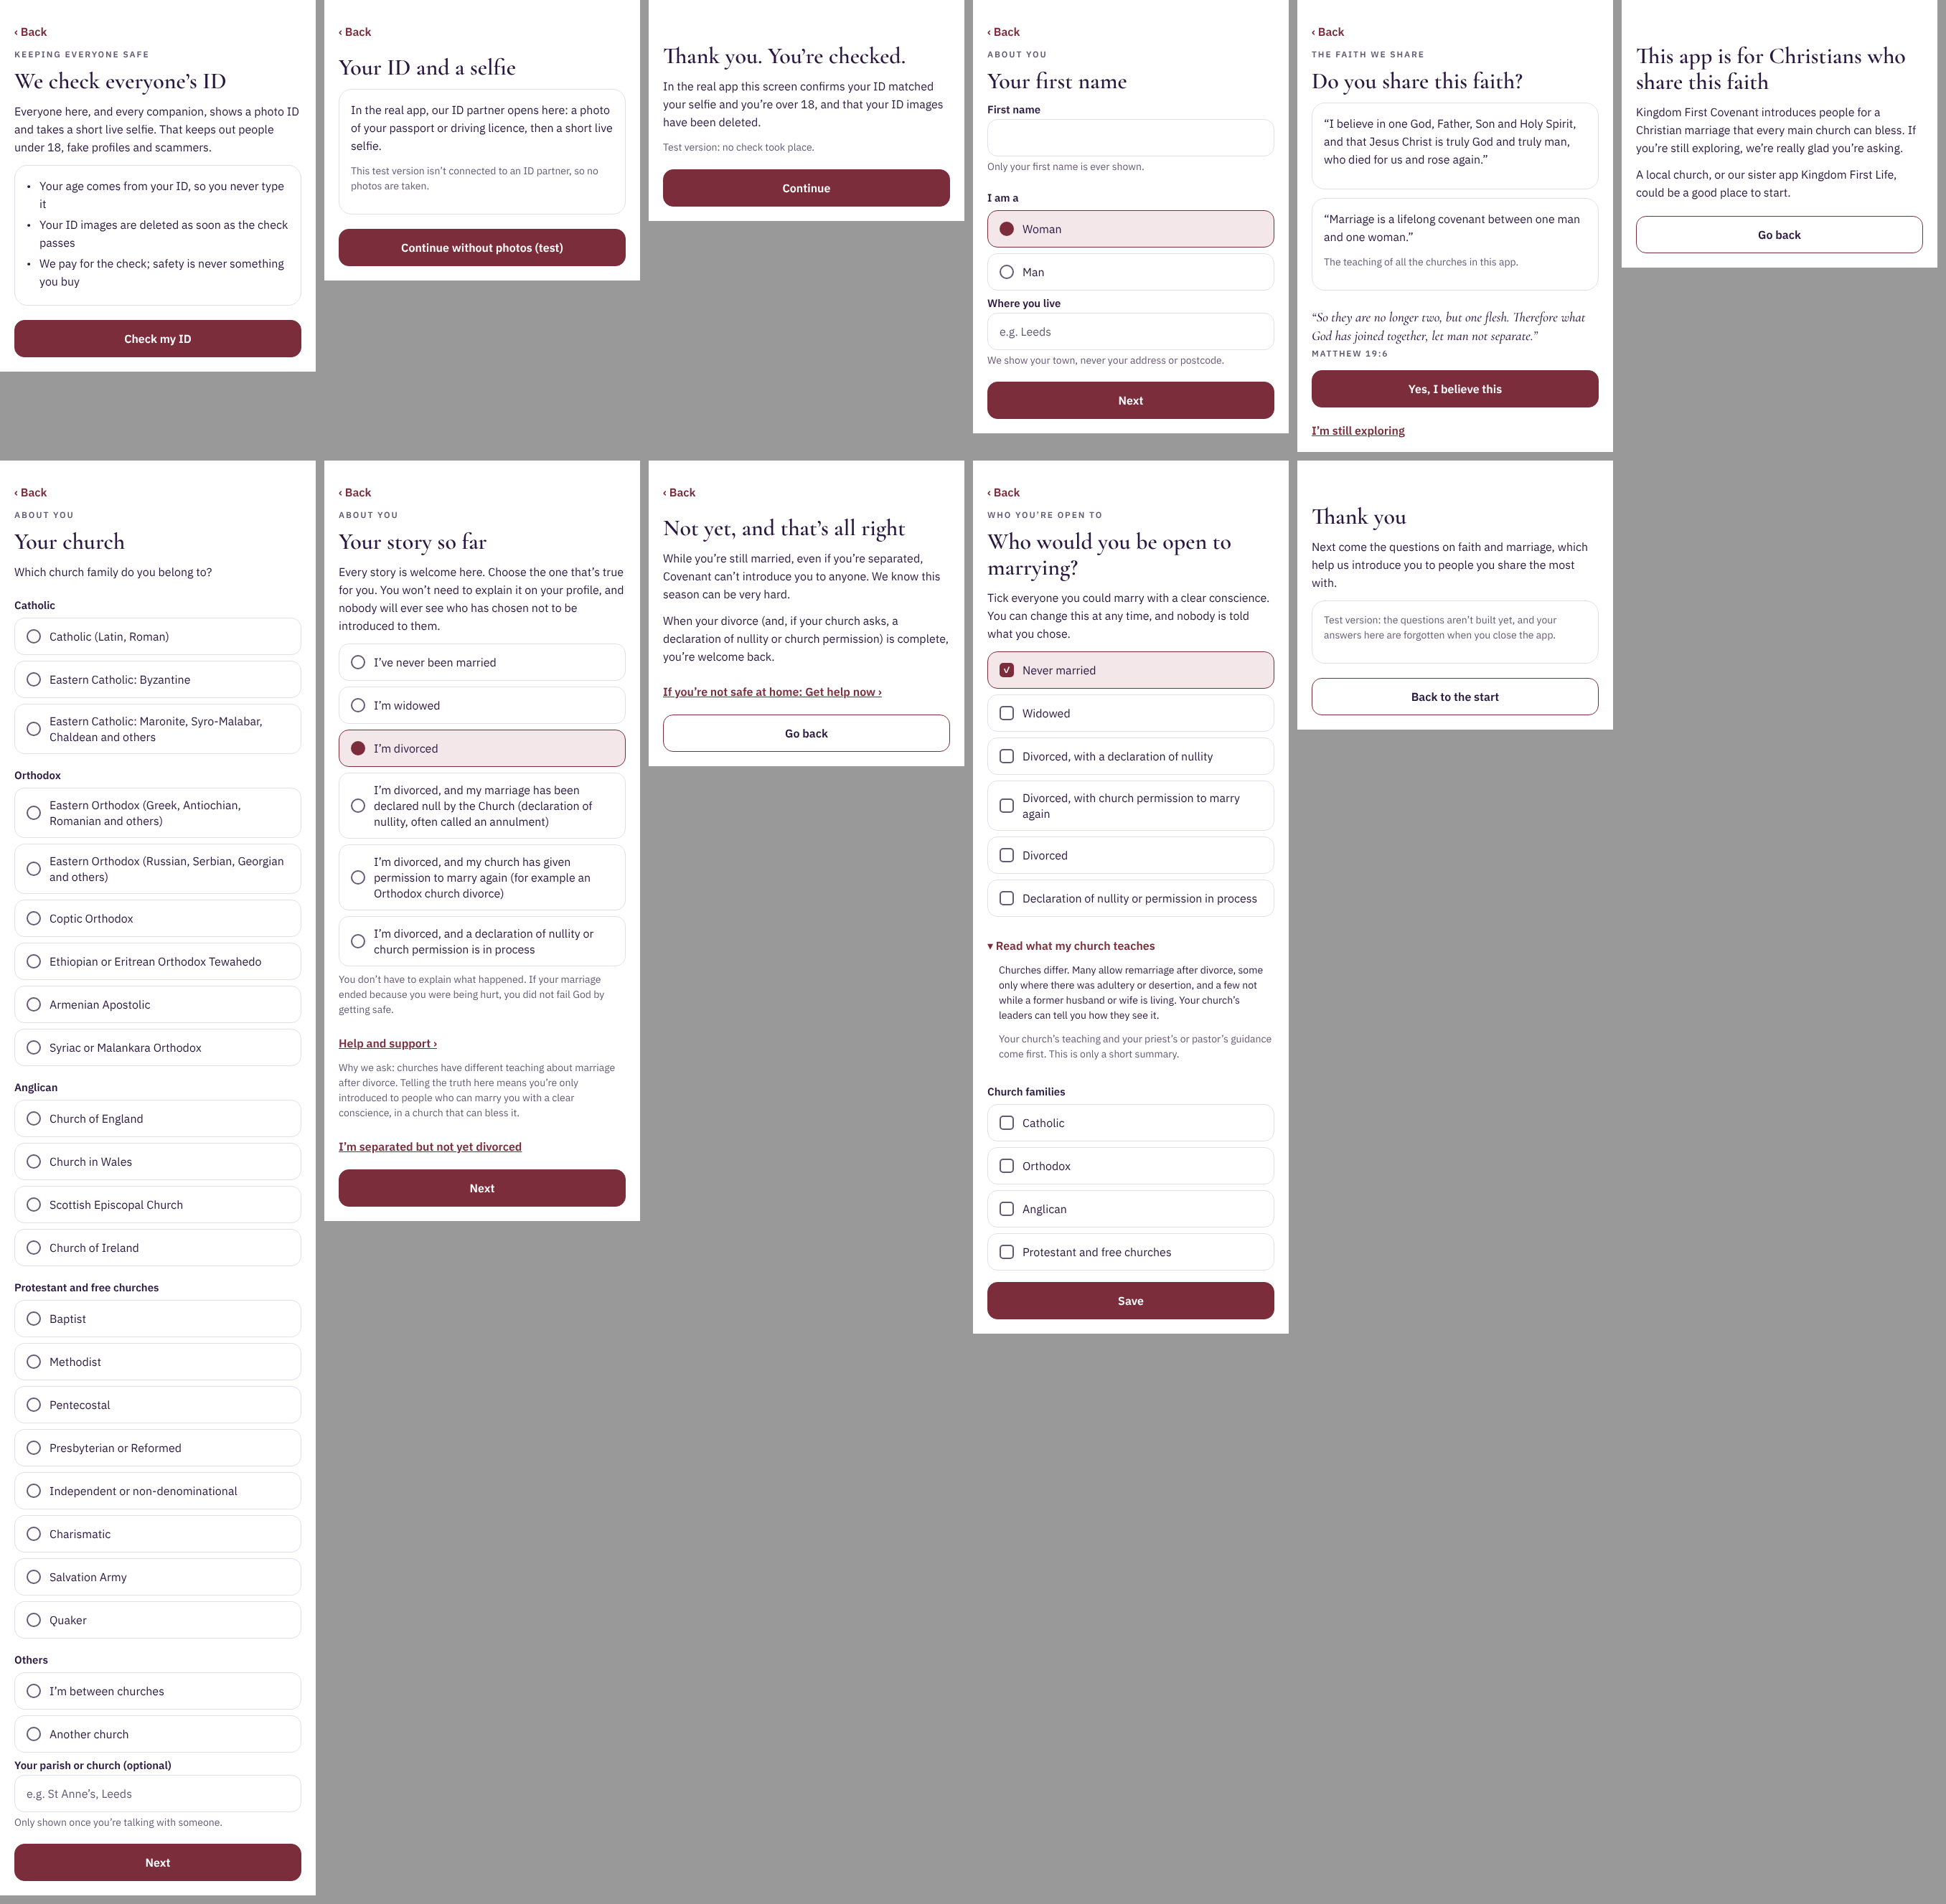 ‹ Back
KEEPING EVERYONE SAFE
We check everyone’s ID
Everyone here, and every companion, shows a photo ID
and takes a short live selfie. That keeps out people
under 18, fake profiles and scammers.
• Your age comes from your ID, so you never type
it
• Your ID images are deleted as soon as the check
passes
• We pay for the check; safety is never something
you buy
Check my ID
‹ Back
Your ID and a selfie
In the real app, our ID partner opens here: a photo
of your passport or driving licence, then a short live
selfie.
This test version isn’t connected to an ID partner, so no
photos are taken.
Continue without photos (test)
Thank you. You’re checked.
In the real app this screen confirms your ID matched
your selfie and you’re over 18, and that your ID images
have been deleted.
Test version: no check took place.
Continue
‹ Back
ABOUT YOU
Your first name
First name
Only your first name is ever shown.
I am a
Woman
Man
Where you live
e.g. Leeds
We show your town, never your address or postcode.
Next
‹ Back
THE FAITH WE SHARE
Do you share this faith?
“I believe in one God, Father, Son and Holy Spirit,
and that Jesus Christ is truly God and truly man,
who died for us and rose again.”
“Marriage is a lifelong covenant between one man
and one woman.”
The teaching of all the churches in this app.
“So they are no longer two, but one flesh. Therefore what
God has joined together, let man not separate.”
MATTHEW 19:6
Yes, I believe this
I’m still exploring
This app is for Christians who
share this faith
Kingdom First Covenant introduces people for a
Christian marriage that every main church can bless. If
you’re still exploring, we’re really glad you’re asking.
A local church, or our sister app Kingdom First Life,
could be a good place to start.
Go back
‹ Back
ABOUT YOU
Your church
Which church family do you belong to?
Catholic
Catholic (Latin, Roman)
Eastern Catholic: Byzantine
Eastern Catholic: Maronite, Syro-Malabar,
Chaldean and others
Orthodox
Eastern Orthodox (Greek, Antiochian,
Romanian and others)
Eastern Orthodox (Russian, Serbian, Georgian
and others)
Coptic Orthodox
Ethiopian or Eritrean Orthodox Tewahedo
Armenian Apostolic
Syriac or Malankara Orthodox
Anglican
Church of England
Church in Wales
Scottish Episcopal Church
Church of Ireland
Protestant and free churches
Baptist
Methodist
Pentecostal
Presbyterian or Reformed
Independent or non-denominational
Charismatic
Salvation Army
Quaker
Others
I’m between churches
Another church
Your parish or church (optional)
e.g. St Anne’s, Leeds
Only shown once you’re talking with someone.
Next
‹ Back
ABOUT YOU
Your story so far
Every story is welcome here. Choose the one that’s true
for you. You won’t need to explain it on your profile, and
nobody will ever see who has chosen not to be
introduced to them.
I’ve never been married
I’m widowed
I’m divorced
I’m divorced, and my marriage has been
declared null by the Church (declaration of
nullity, often called an annulment)
I’m divorced, and my church has given
permission to marry again (for example an
Orthodox church divorce)
I’m divorced, and a declaration of nullity or
church permission is in process
You don’t have to explain what happened. If your marriage
ended because you were being hurt, you did not fail God by
getting safe.
Help and support ›
Why we ask: churches have different teaching about marriage
after divorce. Telling the truth here means you’re only
introduced to people who can marry you with a clear
conscience, in a church that can bless it.
I’m separated but not yet divorced
Next
‹ Back
Not yet, and that’s all right
While you’re still married, even if you’re separated,
Covenant can’t introduce you to anyone. We know this
season can be very hard.
When your divorce (and, if your church asks, a
declaration of nullity or church permission) is complete,
you’re welcome back.
If you’re not safe at home: Get help now ›
Go back
‹ Back
WHO YOU’RE OPEN TO
Who would you be open to
marrying?
Tick everyone you could marry with a clear conscience.
You can change this at any time, and nobody is told
what you chose.
Never married
Widowed
Divorced, with a declaration of nullity
Divorced, with church permission to marry
again
Divorced
Declaration of nullity or permission in process
▾ Read what my church teaches
Churches differ. Many allow remarriage after divorce, some
only where there was adultery or desertion, and a few not
while a former husband or wife is living. Your church’s
leaders can tell you how they see it.
Your church’s teaching and your priest’s or pastor’s guidance
come first. This is only a short summary.
Church families
Catholic
Orthodox
Anglican
Protestant and free churches
Save
Thank you
Next come the questions on faith and marriage, which
help us introduce you to people you share the most
with.
Test version: the questions aren’t built yet, and your
answers here are forgotten when you close the app.
Back to the start